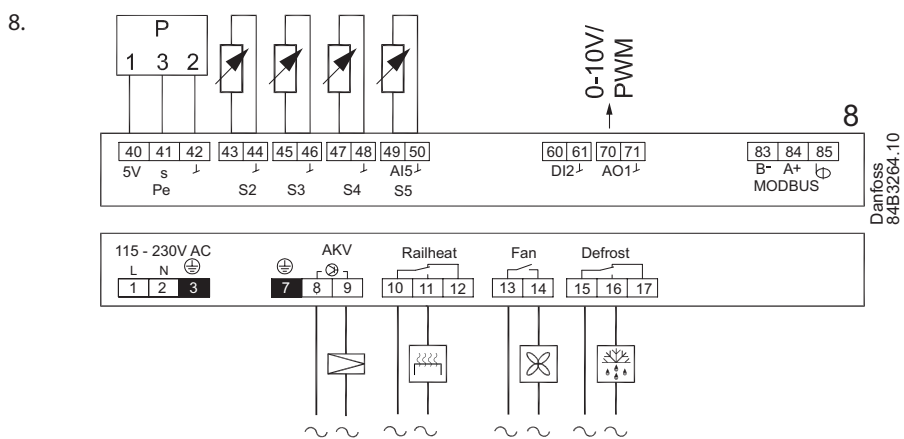 8.
P
1 3 2
0-10V/
PWM
8
40 41 42 43 44 45 46 47 48 49 50 60 61 70 71 83 84 85
5V s AI5 DI2 AO1 B- A+
Pe S2 S3 S4 S5 MODBUS
Danfoss
84B3264.10
115 - 230V AC AKV Railheat Fan Defrost
L N
1 2 3 7 8 9 10 11 12 13 14 15 16 17